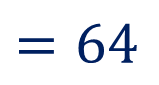 = 64